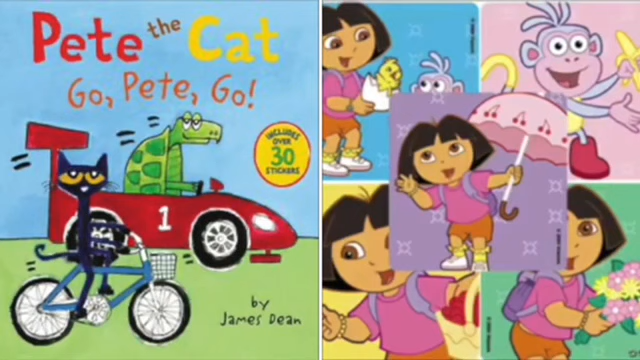 Pete the Cat
Go, Pete, Go!
INCLUDES
OVER
30
STICKERS
1
by
James Dean